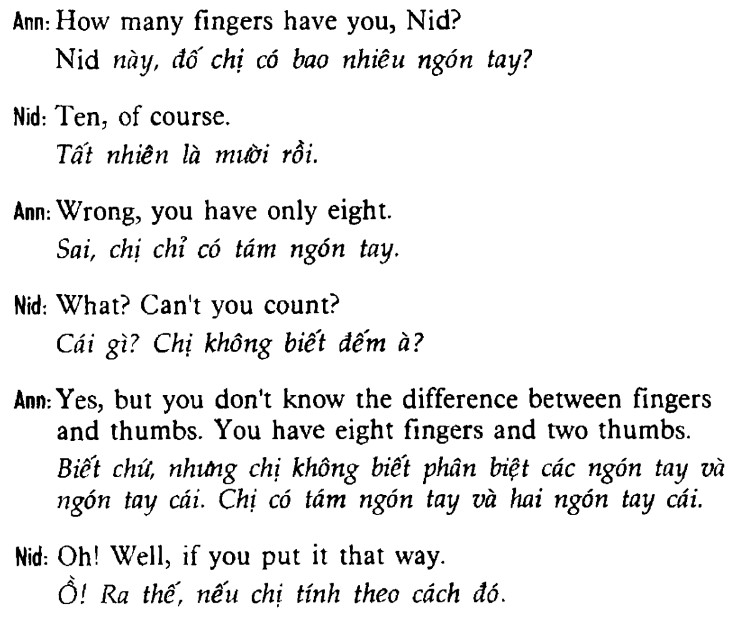 Ann: How many fingers have you, Nid?
Nid này, đố chị có bao nhiêu ngón tay?
Nid: Ten, of course.
Tất nhiên là mười rồi.
Ann: Wrong, you have only eight.
Sai, chị chỉ có tám ngón tay.
Nid: What? Can't you count?
Cái gì? Chị không biết đếm à?
Ann: Yes, but you don't know the difference between fingers
and thumbs. You have eight fingers and two thumbs.
Biết chứ, nhưng chị không biết phân biệt các ngón tay và
ngón tay cái. Chị có tám ngón tay và hai ngón tay cái.
Nid: Oh! Well, if you put it that way.
Ồ! Ra thế, nếu chị tính theo cách đó.